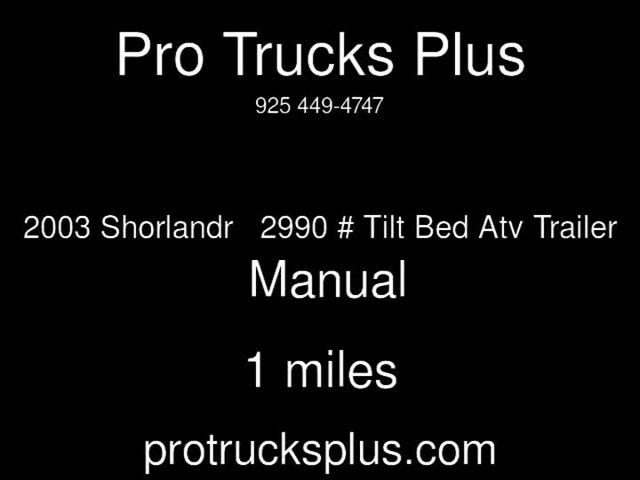 Pro Trucks Plus
925 449-4747
2003 Shorlandr 2990 # Tilt Bed Atv Trailer
Manual
1 miles
protrucksplus.com